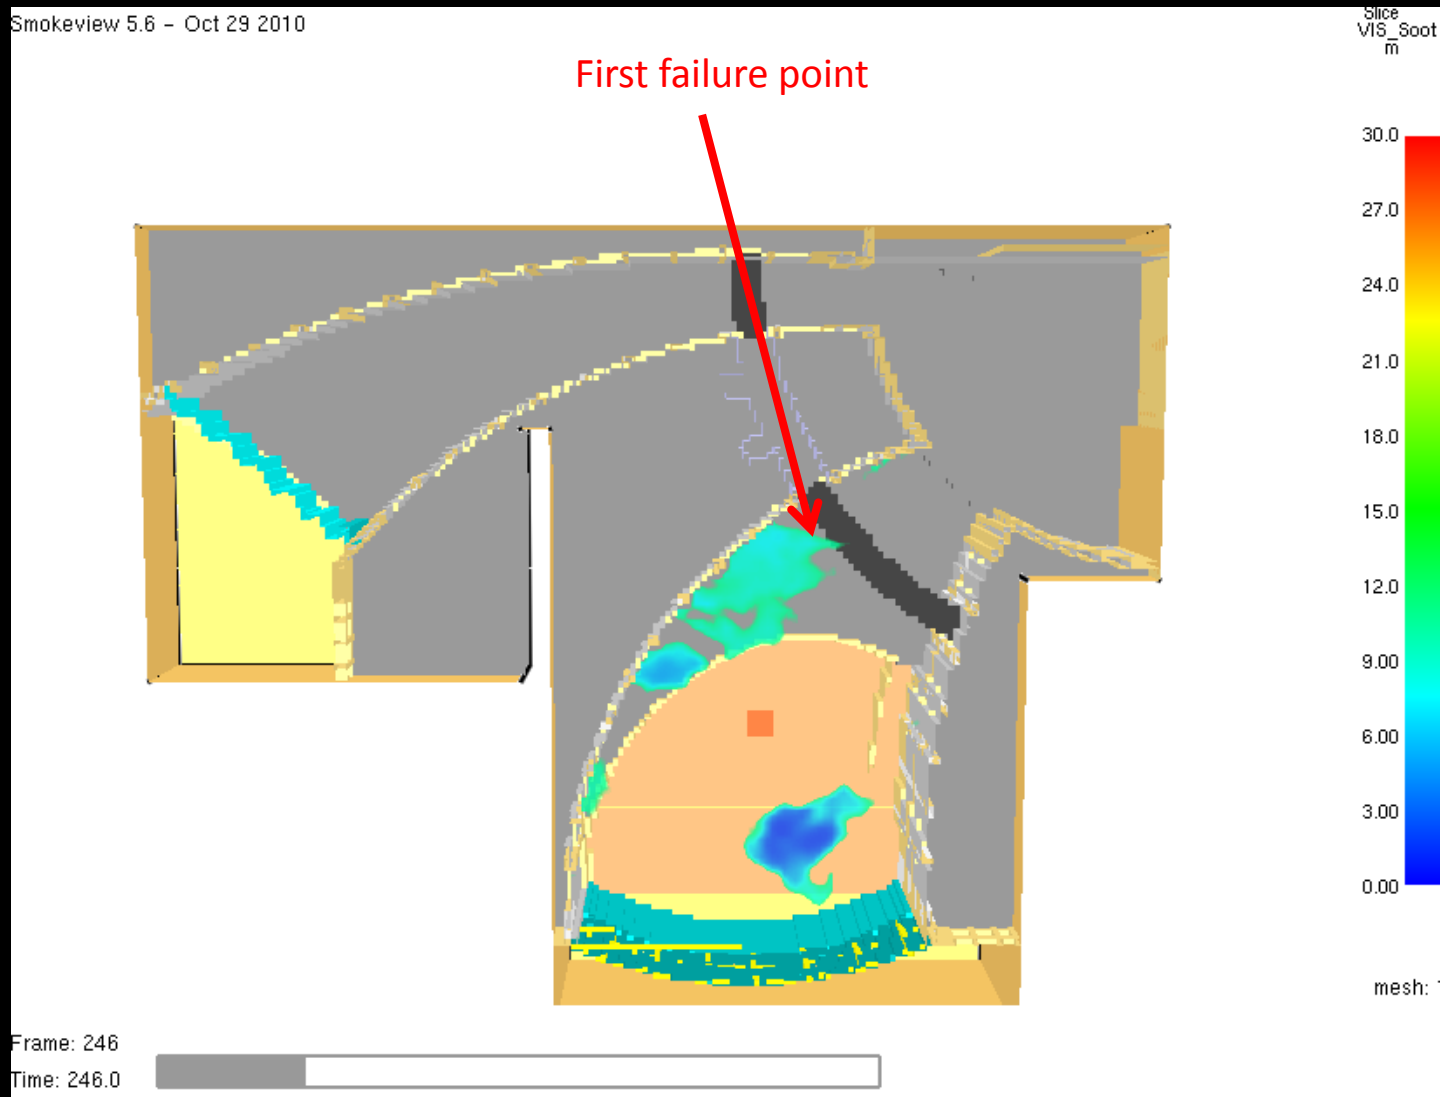 Smokeview 5.6 – Oct 29 2010
Slice
VIS_Soot
m
First failure point
30.0
27.0
24.0
21.0
18.0
15.0
12.0
9.00
6.00
3.00
0.00
mesh:
Frame: 246
Time: 246.0